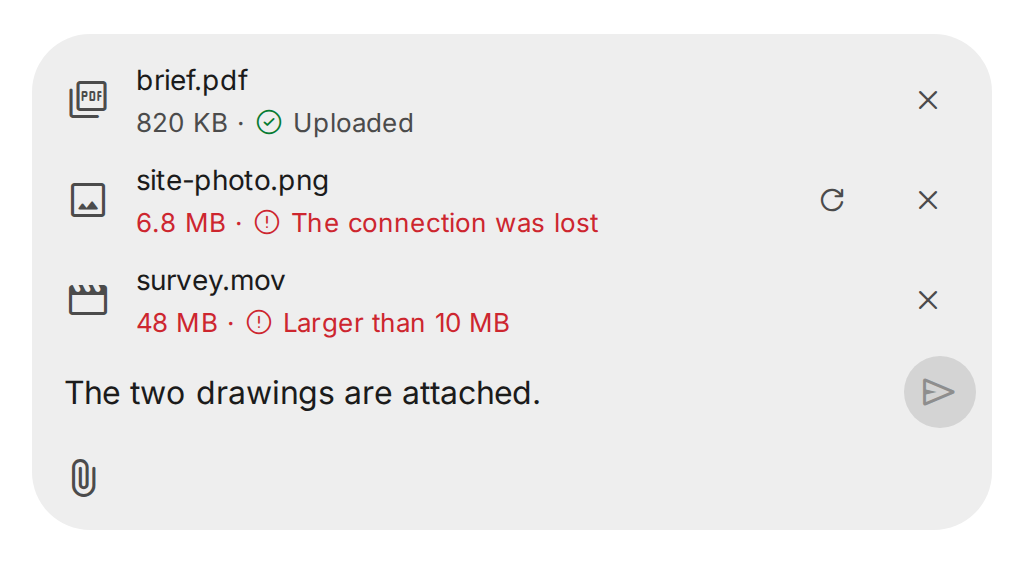 brief.pdf
820 KB · Uploaded
site-photo.png
6.8 MB · The connection was lost
survey.mov
48 MB · Larger than 10 MB
The two drawings are attached.
PDF